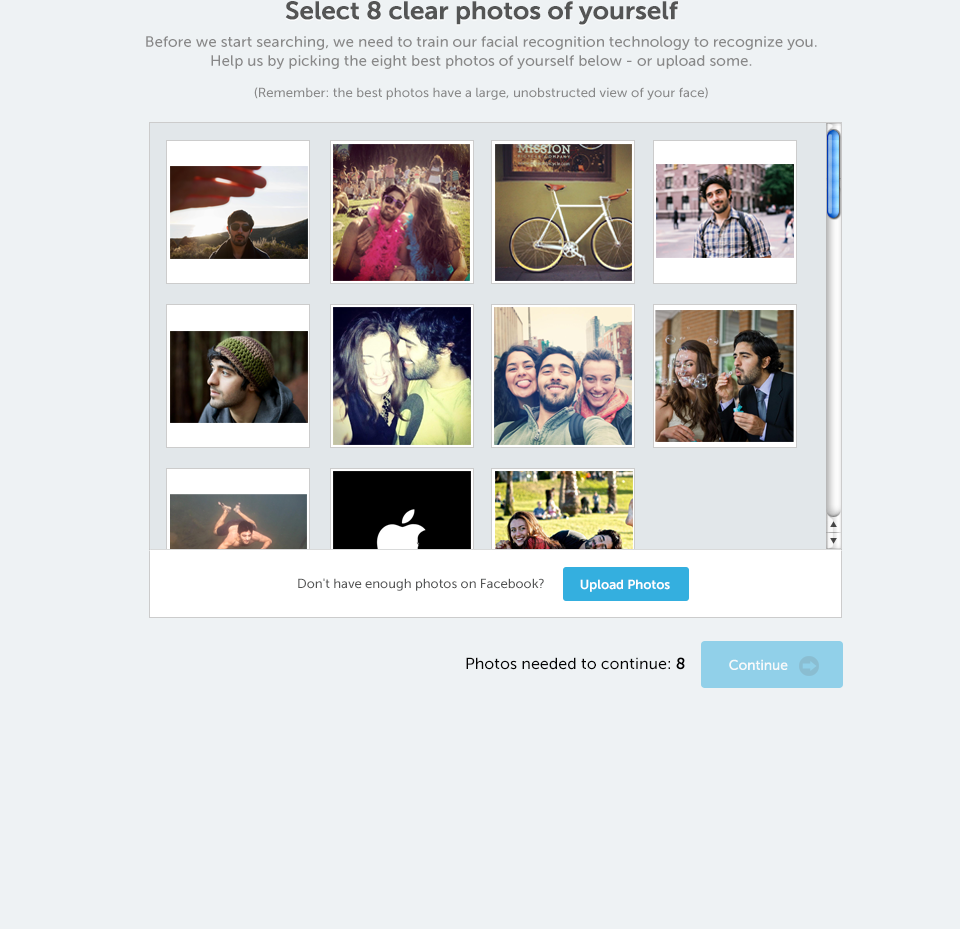 Select 8 clear photos of yourself
Before we start searching, we need to train our facial recognition technology to recognize you.
Help us by picking the eight best photos of yourself below - or upload some.
(Remember: the best photos have a large, unobstructed view of your face)
MISSION
Don't have enough photos on Facebook?
Upload Photos
Photos needed to continue: 8
Continue